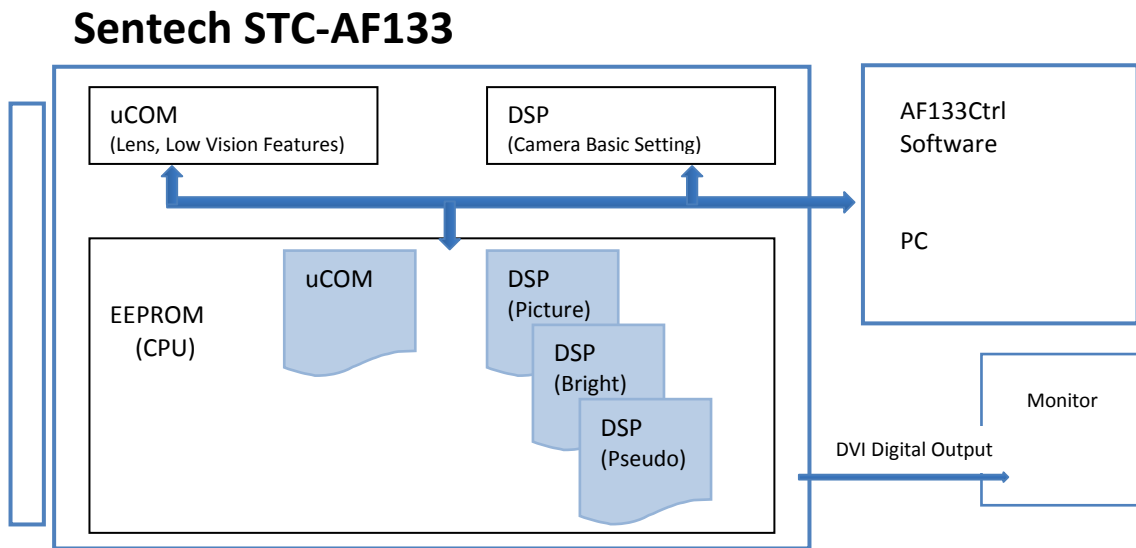 Sentech STC-AF133
uCOM
(Lens, Low Vision Features)
DSP
(Camera Basic Setting)
AF133Ctrl
Software
PC
EEPROM
(CPU)
uCOM
DSP
(Picture)
DSP
(Bright)
DSP
(Pseudo)
Monitor
DVI Digital Output